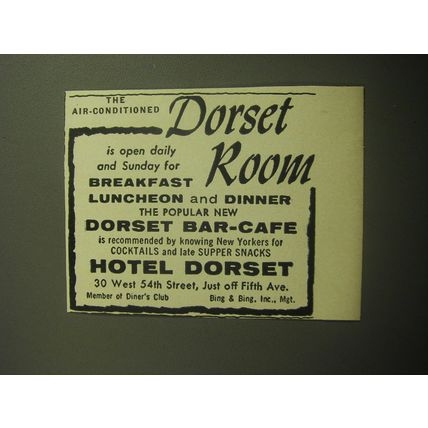 THE
AIR-CONDITIONED
Dorset
Room
is open daily
and Sunday for
BREAKFAST
LUNCHEON and DINNER
THE POPULAR NEW
DORSET BAR-CAFE
is recommended by knowing New Yorkers for
COCKTAILS and late SUPPER SNACKS
HOTEL DORSET
30 West 54th Street, Just off Fifth Ave.
Member of Diner's Club Bing & Bing, Inc., Mgt.